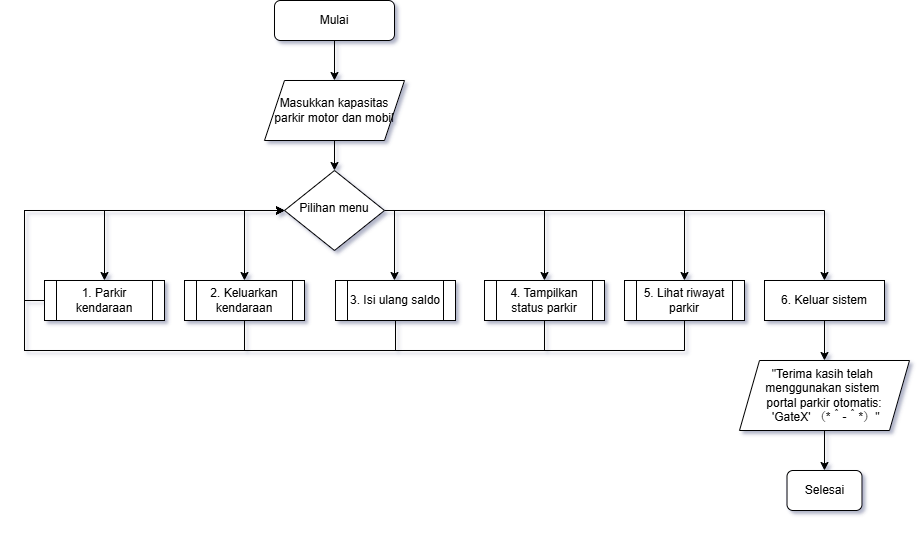 Mulai
Masukkan kapasitas
parkir motor dan mobil
Pilihan menu
1. Parkir
kendaraan
2. Keluarkan
kendaraan
3. Isi ulang saldo
4. Tampilkan
status parkir
5. Lihat riwayat
parkir
6. Keluar sistem
"Terima kasih telah
menggunakan sistem
portal parkir otomatis:
'GateX' （*＾-＾*）"
Selesai